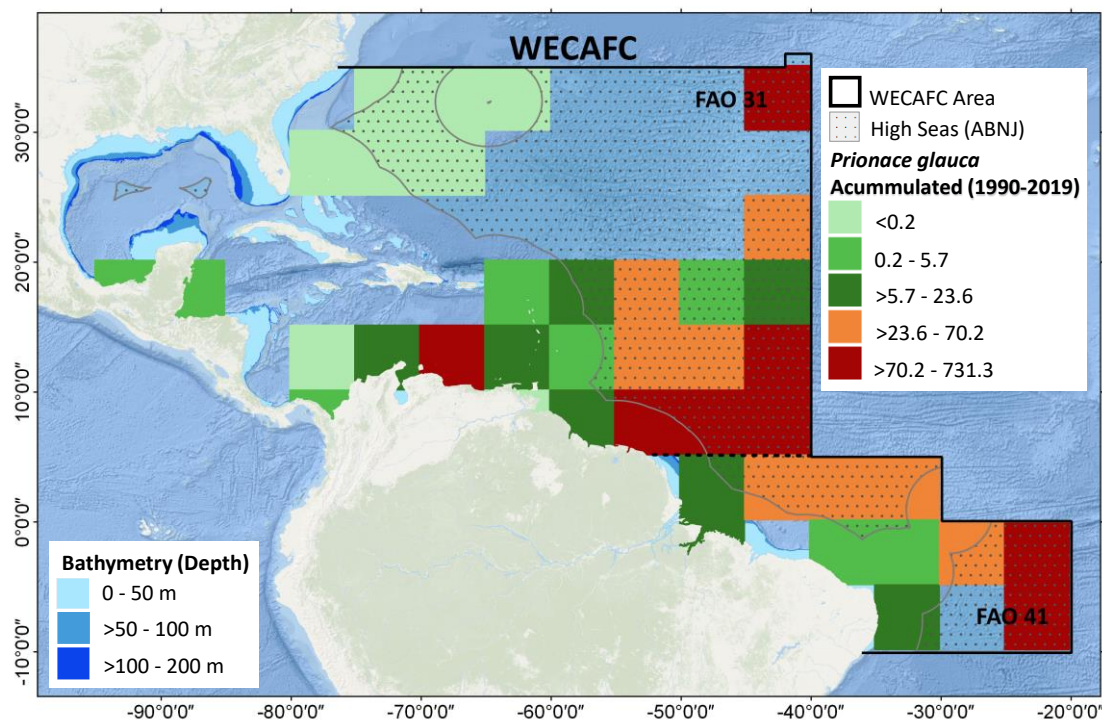 WECAFC
FAO 31
WECAFC Area
High Seas (ABNJ)
Prionace glauca
Acummulated (1990-2019)
<0.2
0.2 - 5.7
>5.7 - 23.6
>23.6 - 70.2
>70.2 - 731.3
30°0'0"
20°0'0"
10°0'0"
0°0'0"
-10°0'0"
Bathymetry (Depth)
0 - 50 m
>50 - 100 m
>100 - 200 m
FAO 41
-90°0'0"
-80°0'0"
-70°0'0"
-60°0'0"
-50°0'0"
-40°0'0"
-30°0'0"
-20°0'0"